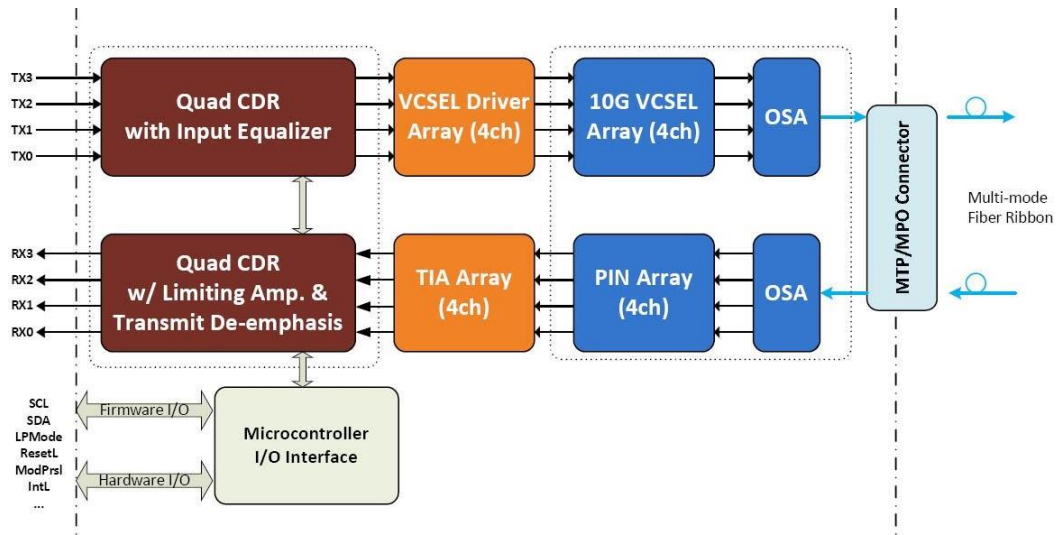 TX3
TX2
TX1
TX0
Quad CDR
with Input Equalizer
VCSEL Driver
Array (4ch)
10G VCSEL
Array (4ch)
OSA
MTP/MPO Connector
Multi-mode
Fiber Ribbon
RX3
RX2
RX1
RX0
Quad CDR
w/ Limiting Amp. &
Transmit De-emphasis
TIA Array
(4ch)
PIN Array
(4ch)
OSA
SCL
SDA
LPMode
ResetL
ModPrsl
IntL
...
Firmware I/O
Hardware I/O
Microcontroller
I/O Interface